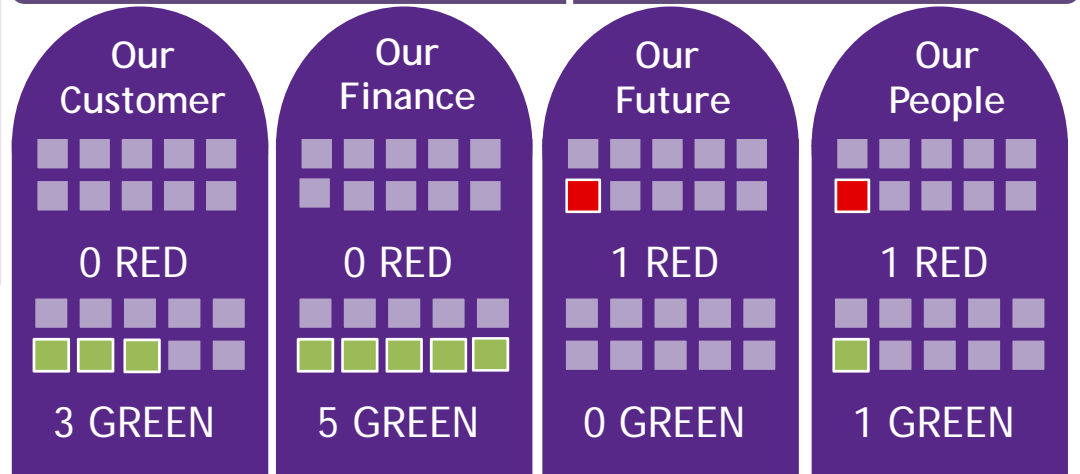 Our
Customer
0 RED
3 GREEN
Our
Finance
0 RED
5 GREEN
Our
Future
1 RED
0 GREEN
Our
People
1 RED
1 GREEN